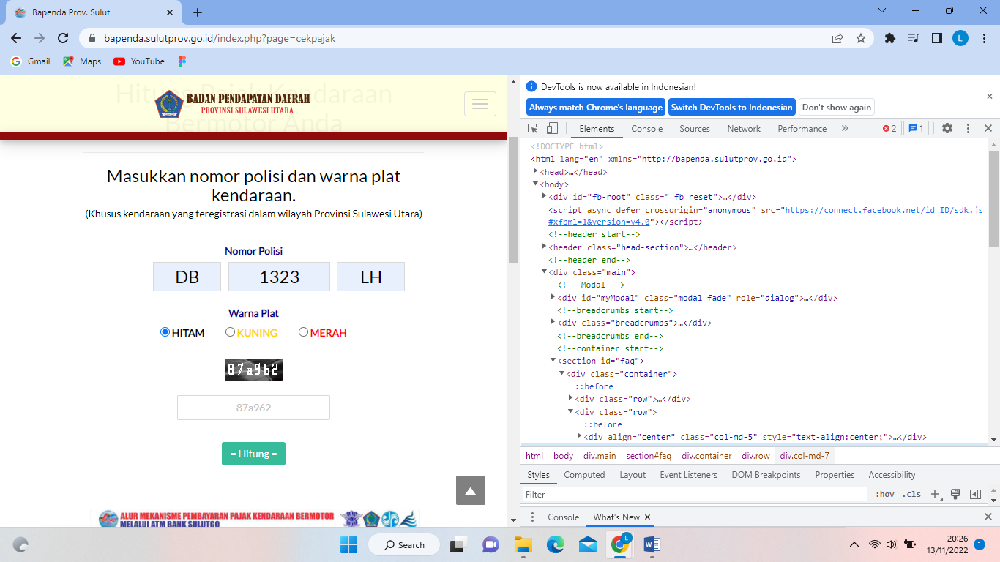 Bapenda Prov. Sulut
bapenda.sulutprov.go.id/index.php?page=cekpajak
L
Gmail
Maps
YouTube
Hitung Pajak Kendaraan
Bermotor Anda
BADAN PENDAPATAN DAERAH
PROVINSI SULAWESI UTARA
Masukkan nomor polisi dan warna plat
kendaraan.
(Khusus kendaraan yang teregistrasi dalam wilayah Provinsi Sulawesi Utara)
Nomor Polisi
DB 1323 LH
Warna Plat
HITAM KUNING MERAH
87a962
87a962
= Hitung =
ALUR MEKANISME PEMBAYARAN PAJAK KENDARAAN BERMOTOR
MELALUI ATM BANK SULUTGO
DevTools is now available in Indonesian!
Always match Chrome's language Switch DevTools to Indonesian Don't show again
Elements Console Sources Network Performance » 2 1
<!DOCTYPE html>
<html lang="en" xmlns="http://bapenda.sulutprov.go.id">
<head>…</head>
<body>
<div id="fb-root" class=" fb_reset">…</div>
<script async defer crossorigin="anonymous" src="https://connect.facebook.net/id_ID/sdk.js
#xfbml=1&version=v4.0"></script>
<!--header start-->
<header class="head-section">…</header>
<!--header end-->
<div class="main">
<!-- Modal -->
<div id="myModal" class="modal fade" role="dialog">…</div>
<!--breadcrumbs start-->
<div class="breadcrumbs">…</div>
<!--breadcrumbs end-->
<!--container start-->
<section id="faq">
<div class="container">
::before
<div class="row">…</div>
<div class="row">
::before
<div align="center" class="col-md-5" style="text-align:center;">…</div>
html body div.main section#faq div.container div.row div.col-md-7
Styles Computed Layout Event Listeners DOM Breakpoints Properties Accessibility
Filter :hov .cls
Console What's New
Search
L
20:26
13/11/2022
1